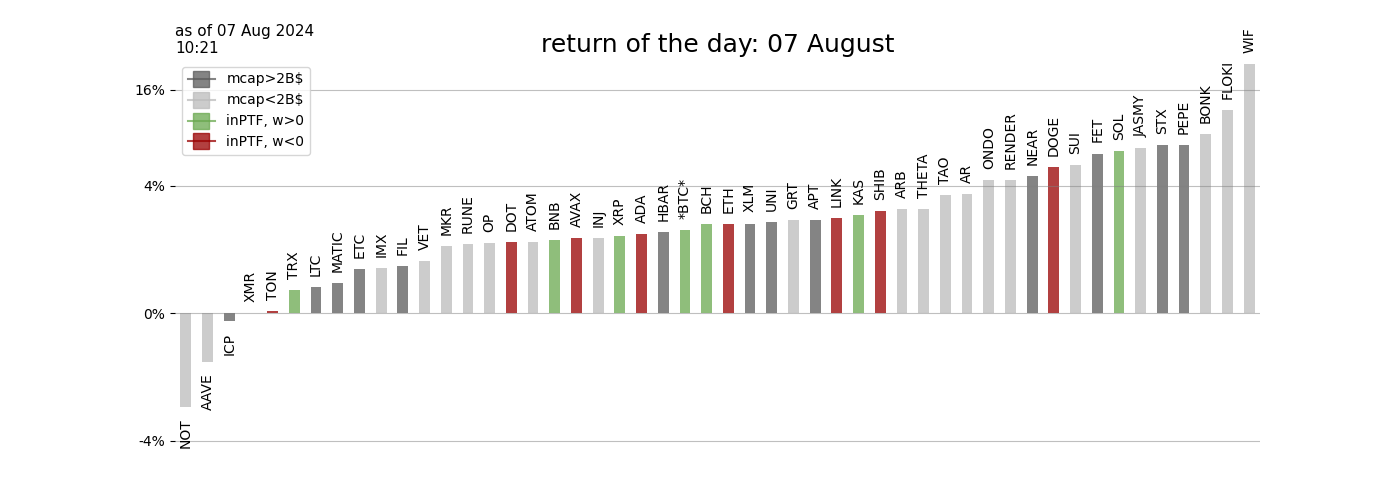 as of 07 Aug 2024
10:21
return of the day: 07 August
mcap>2B$
mcap<2B$
inPTF, w>0
inPTF, w<0
16%
4%
0%
-4%
NOT
AAVE
ICP
XMR
TON
TRX
LTC
MATIC
ETC
IMX
FIL
VET
MKR
RUNE
OP
DOT
ATOM
BNB
AVAX
INJ
XRP
ADA
HBAR
*BTC*
BCH
ETH
XLM
UNI
GRT
APT
LINK
KAS
SHIB
ARB
THETA
TAO
AR
ONDO
RENDER
NEAR
DOGE
SUI
FET
SOL
JASMY
STX
PEPE
BONK
FLOKI
WIF